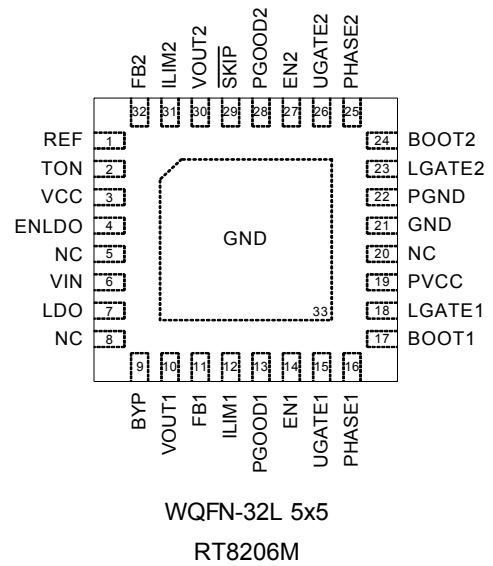 FB2
ILIM2
VOUT2
SKIP
PGOOD2
EN2
UGATE2
PHASE2
32 31 30 29 28 27 26 25
REF 1 24 BOOT2
TON 2 23 LGATE2
VCC 3 22 PGND
ENLDO 4 GND 21 GND
NC 5 20 NC
VIN 6 19 PVCC
LDO 7 33 18 LGATE1
NC 8 17 BOOT1
9 10 11 12 13 14 15 16
BYP
VOUT1
FB1
ILIM1
PGOOD1
EN1
UGATE1
PHASE1
WQFN-32L 5x5
RT8206M